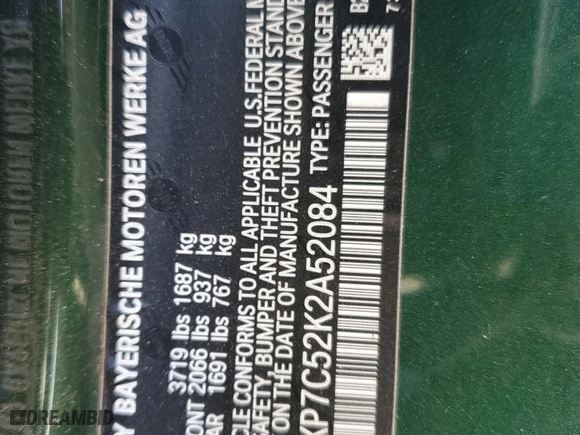 Y BAYERISCHE MOTOREN WERKE AG
3719 lbs 1687 kg
ONT 2066 lbs 937 kg
AR 1691 lbs 767 kg
CLE CONFORMS TO ALL APPLICABLE U.S. FEDERAL M
SAFETY, BUMPER AND THEFT PREVENTION STAND
ON THE DATE OF MANUFACTURE SHOWN ABOVE
XP7C52K2A52084 TYPE: PASSENGER
DREAMBID